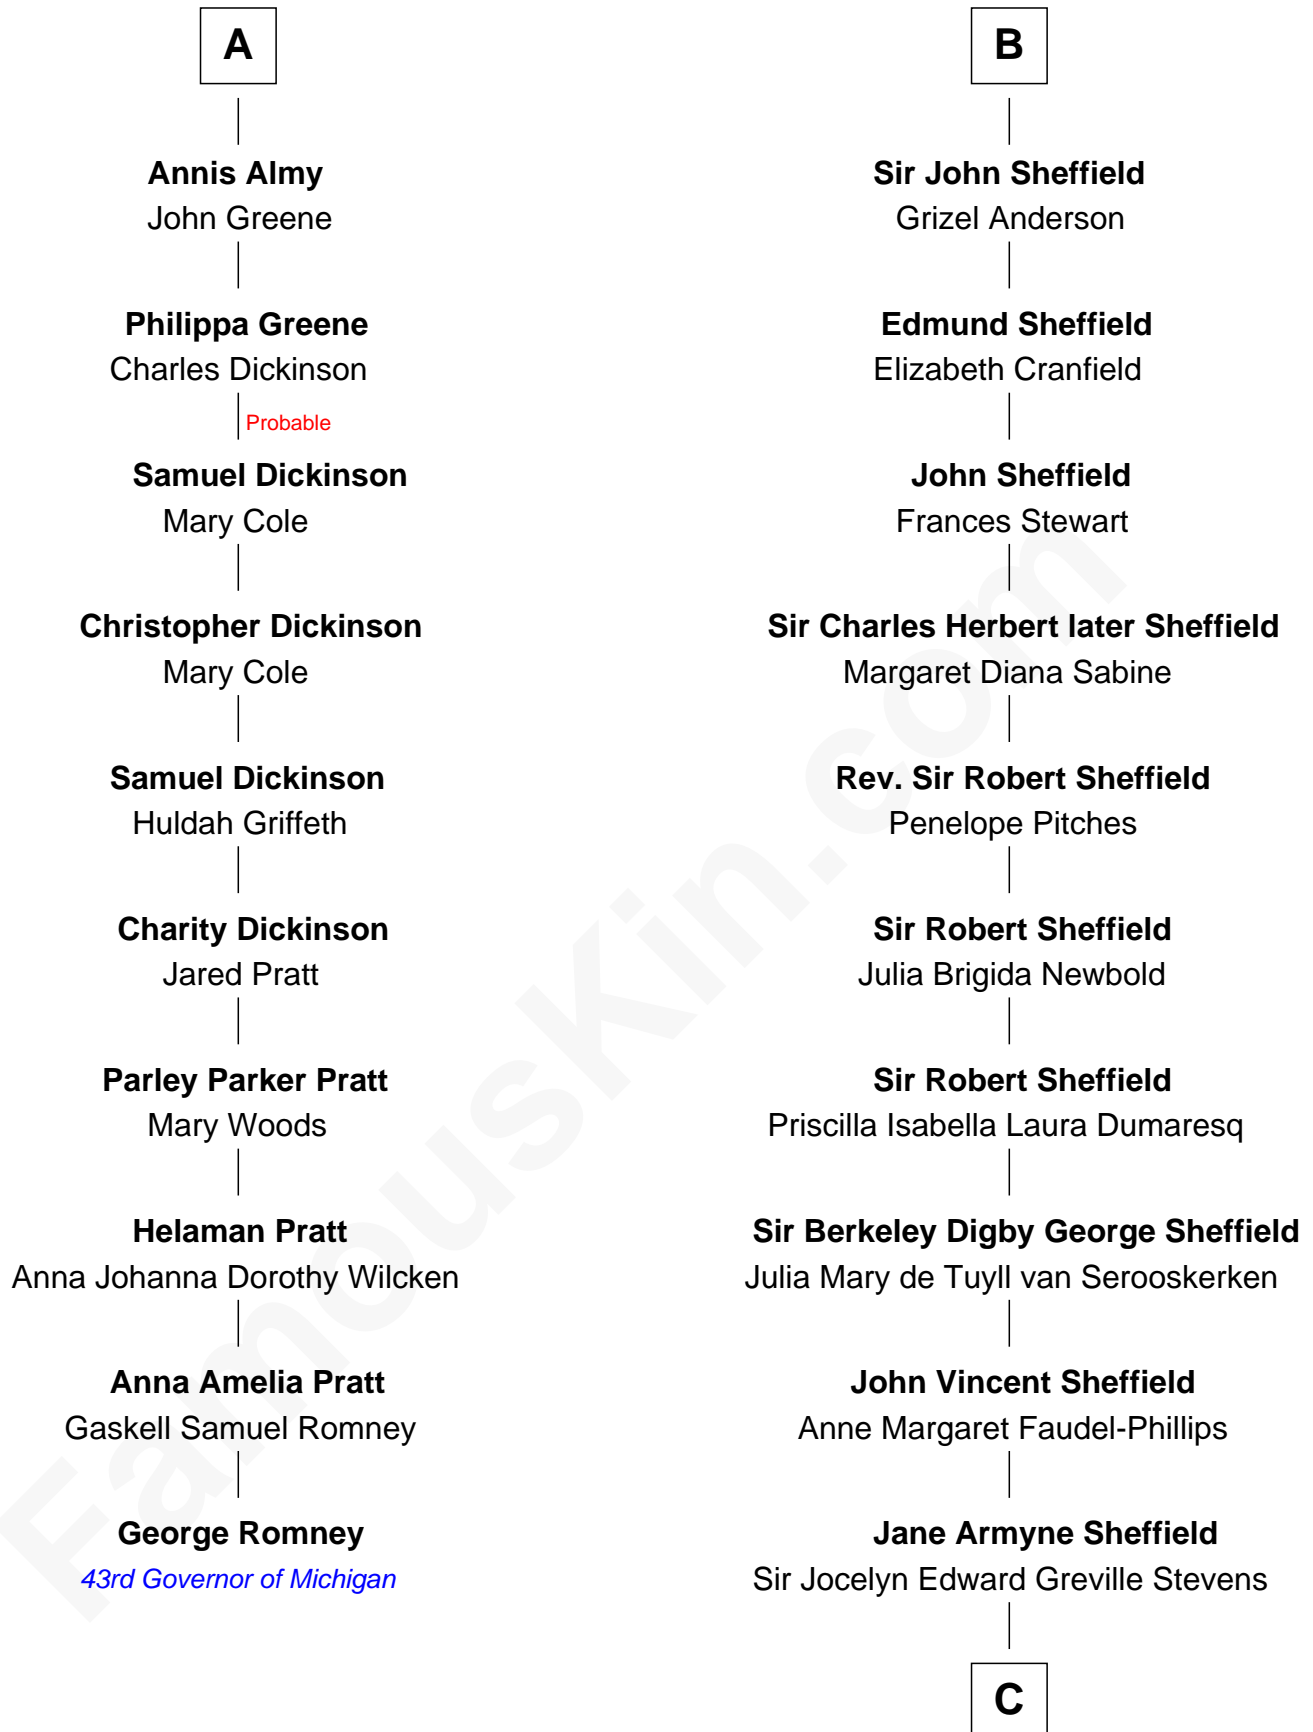 A
Annis Almy
John Greene
Philippa Greene
Charles Dickinson
Probable
Samuel Dickinson
Mary Cole
Christopher Dickinson
Mary Cole
Samuel Dickinson
Huldah Griffeth
Charity Dickinson
Jared Pratt
Parley Parker Pratt
Mary Woods
Helaman Pratt
Anna Johanna Dorothy Wilcken
Anna Amelia Pratt
Gaskell Samuel Romney
George Romney
43rd Governor of Michigan
B
Sir John Sheffield
Grizel Anderson
Edmund Sheffield
Elizabeth Cranfield
John Sheffield
Frances Stewart
Sir Charles Herbert later Sheffield
Margaret Diana Sabine
Rev. Sir Robert Sheffield
Penelope Pitches
Sir Robert Sheffield
Julia Brigida Newbold
Sir Robert Sheffield
Priscilla Isabella Laura Dumaresq
Sir Berkeley Digby George Sheffield
Julia Mary de Tuyll van Serooskerken
John Vincent Sheffield
Anne Margaret Faudel-Phillips
Jane Armyne Sheffield
Sir Jocelyn Edward Greville Stevens
C
FamousKin.com